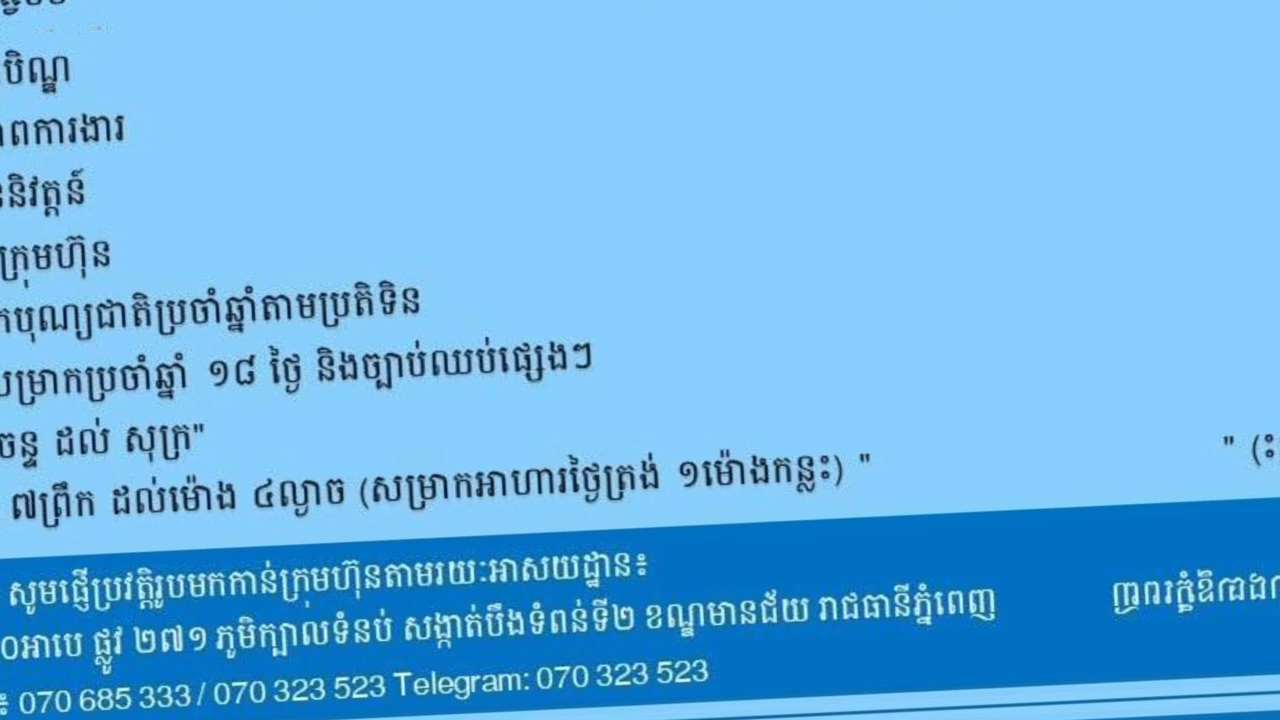 ការងារ
និវត្តន៍
ក្រុមហ៊ុន
បុណ្យជាតិប្រចាំឆ្នាំតាមប្រតិទិន
សម្រាកប្រចាំឆ្នាំ ១៨ ថ្ងៃ និងច្បាប់ឈប់ផ្សេងៗ
ចន្ទ ដល់ សុក្រ"
៧ព្រឹក ដល់ម៉ោង ៤ល្ងាច (សម្រាកអាហារថ្ងៃត្រង់ ១ម៉ោងកន្លះ) "
សូមផ្ញើប្រវត្តិរូបមកកាន់ក្រុមហ៊ុនតាមរយៈអាសយដ្ឋាន៖
០អាបេ ផ្លូវ ២៧១ ភូមិក្បាលទំនប់ សង្កាត់បឹងទំពន់ទី២ ខណ្ឌមានជ័យ រាជធានីភ្នំពេញ
៖ 070 685 333 / 070 323 523 Telegram: 070 323 523